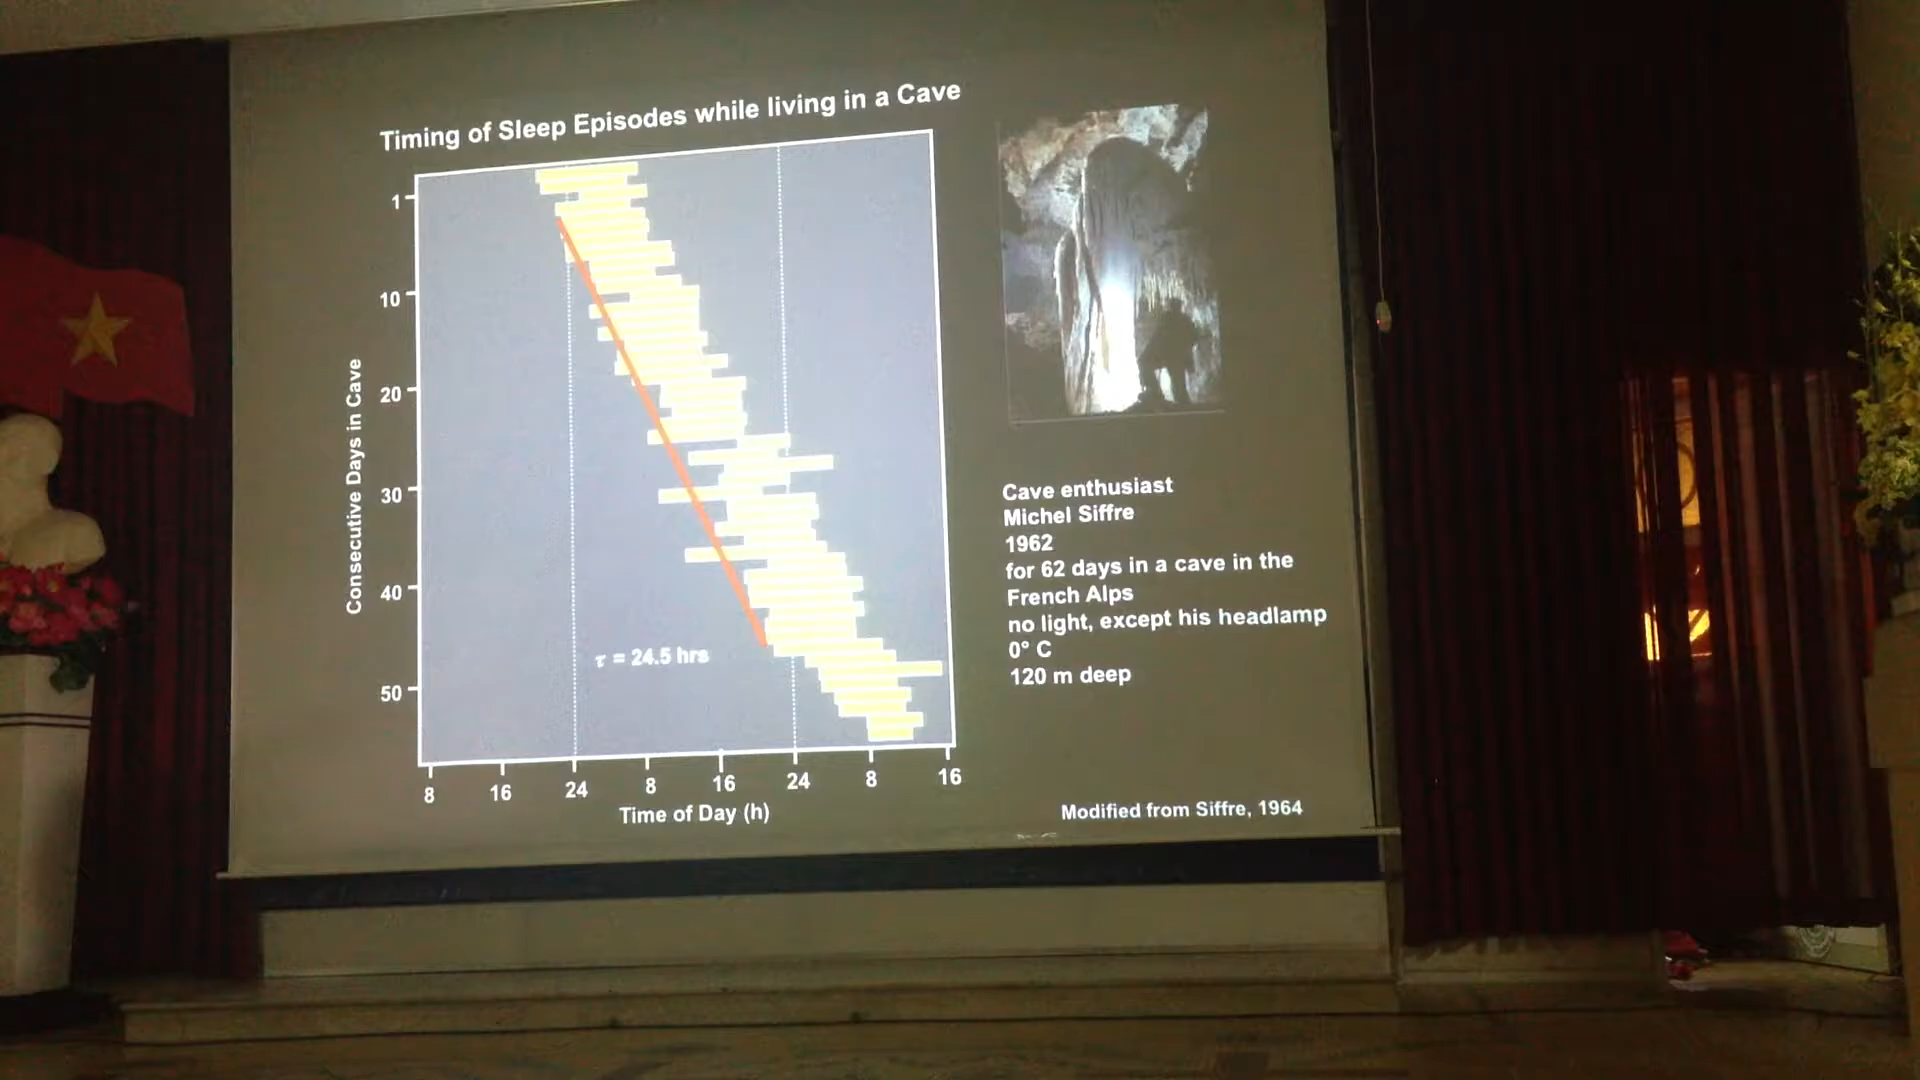 Timing of Sleep Episodes while living in a Cave
Consecutive Days in Cave
1
10
20
30
40
50
τ = 24.5 hrs
8 16 24 8 16 24 8 16
Time of Day (h)
Cave enthusiast
Michel Siffre
1962
for 62 days in a cave in the
French Alps
no light, except his headlamp
0° C
120 m deep
Modified from Siffre, 1964